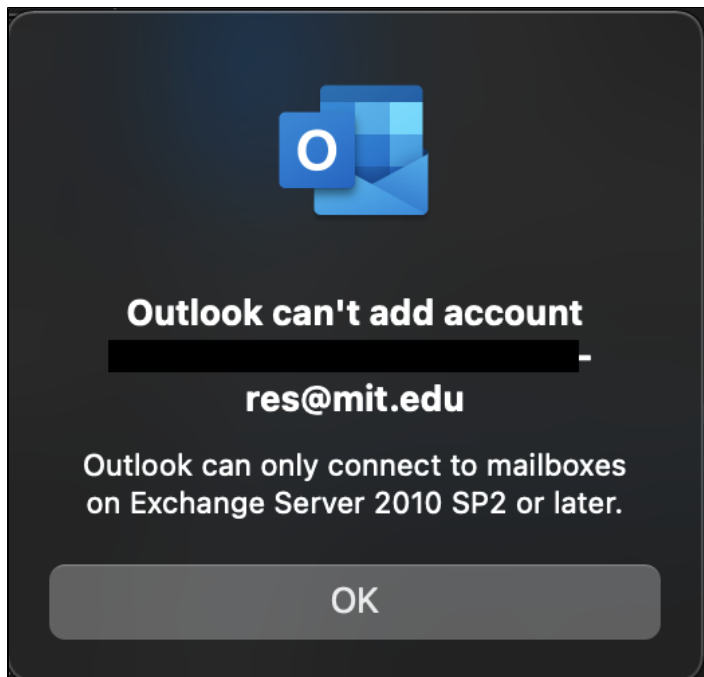 O
Outlook can't add account
-
res@mit.edu
Outlook can only connect to mailboxes
on Exchange Server 2010 SP2 or later.
OK